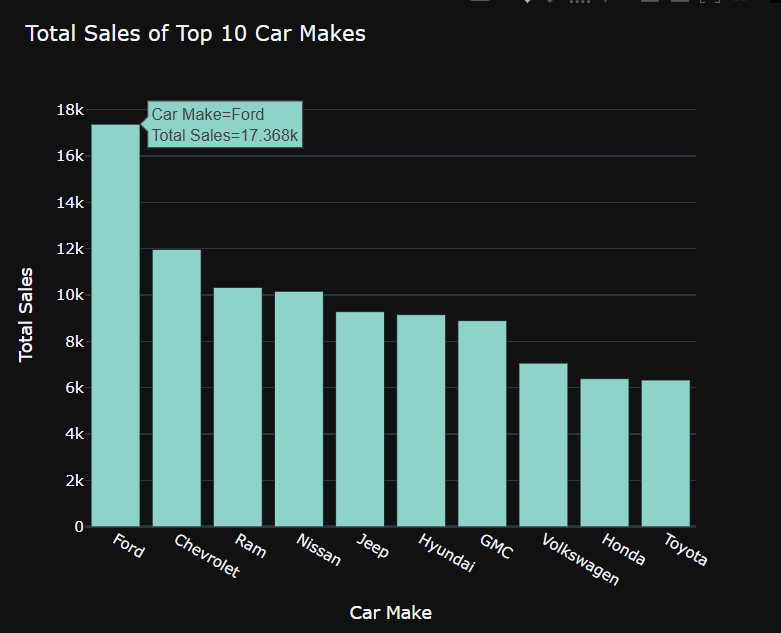 Total Sales of Top 10 Car Makes
Car Make=Ford
Total Sales=17.368k
18k
16k
14k
12k
10k
8k
6k
4k
2k
0
Total Sales
Ford
Chevrolet
Ram
Nissan
Jeep
Hyundai
GMC
Volkswagen
Honda
Toyota
Car Make